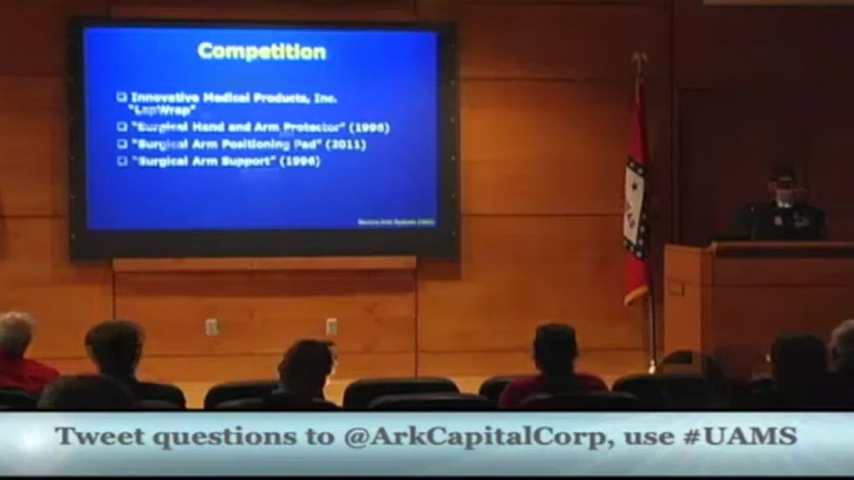 Competition
Innovative Medical Products, Inc.
"LapWrap"
"Surgical Hand and Arm Protector" (1996)
"Surgical Arm Positioning Pad" (2011)
"Surgical Arm Support" (1996)
Tweet questions to @ArkCapitalCorp, use #UAMS